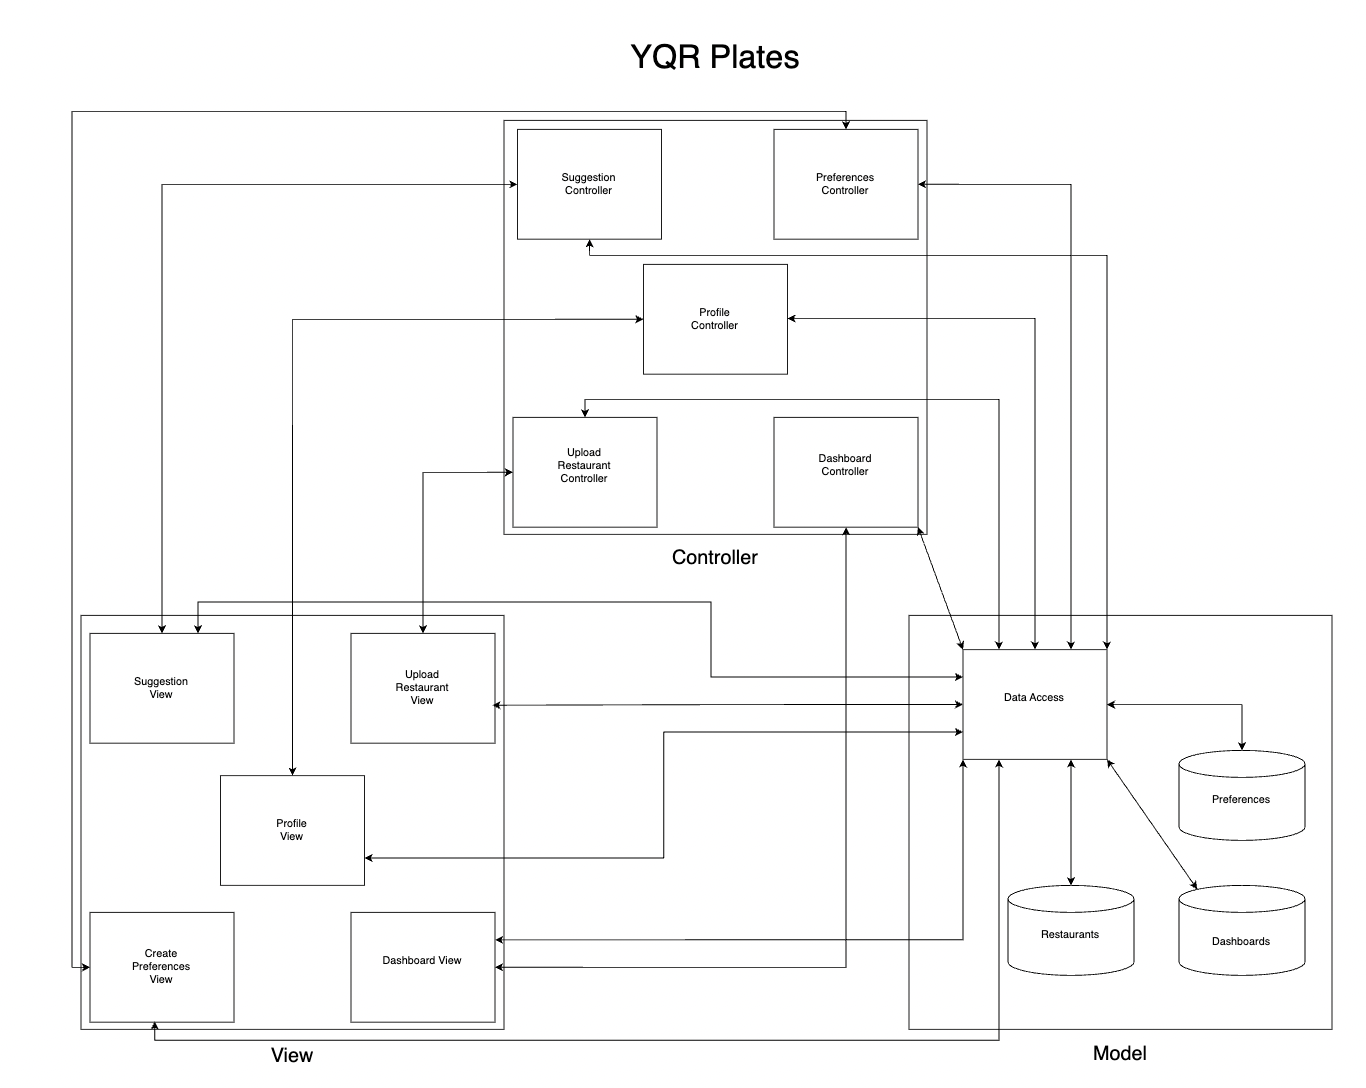 YQR Plates
Suggestion
Controller
Preferences
Controller
Profile
Controller
Upload
Restaurant
Controller
Dashboard
Controller
Controller
Suggestion
View
Upload
Restaurant
View
Profile
View
Create
Preferences
View
Dashboard View
View
Data Access
Preferences
Restaurants
Dashboards
Model